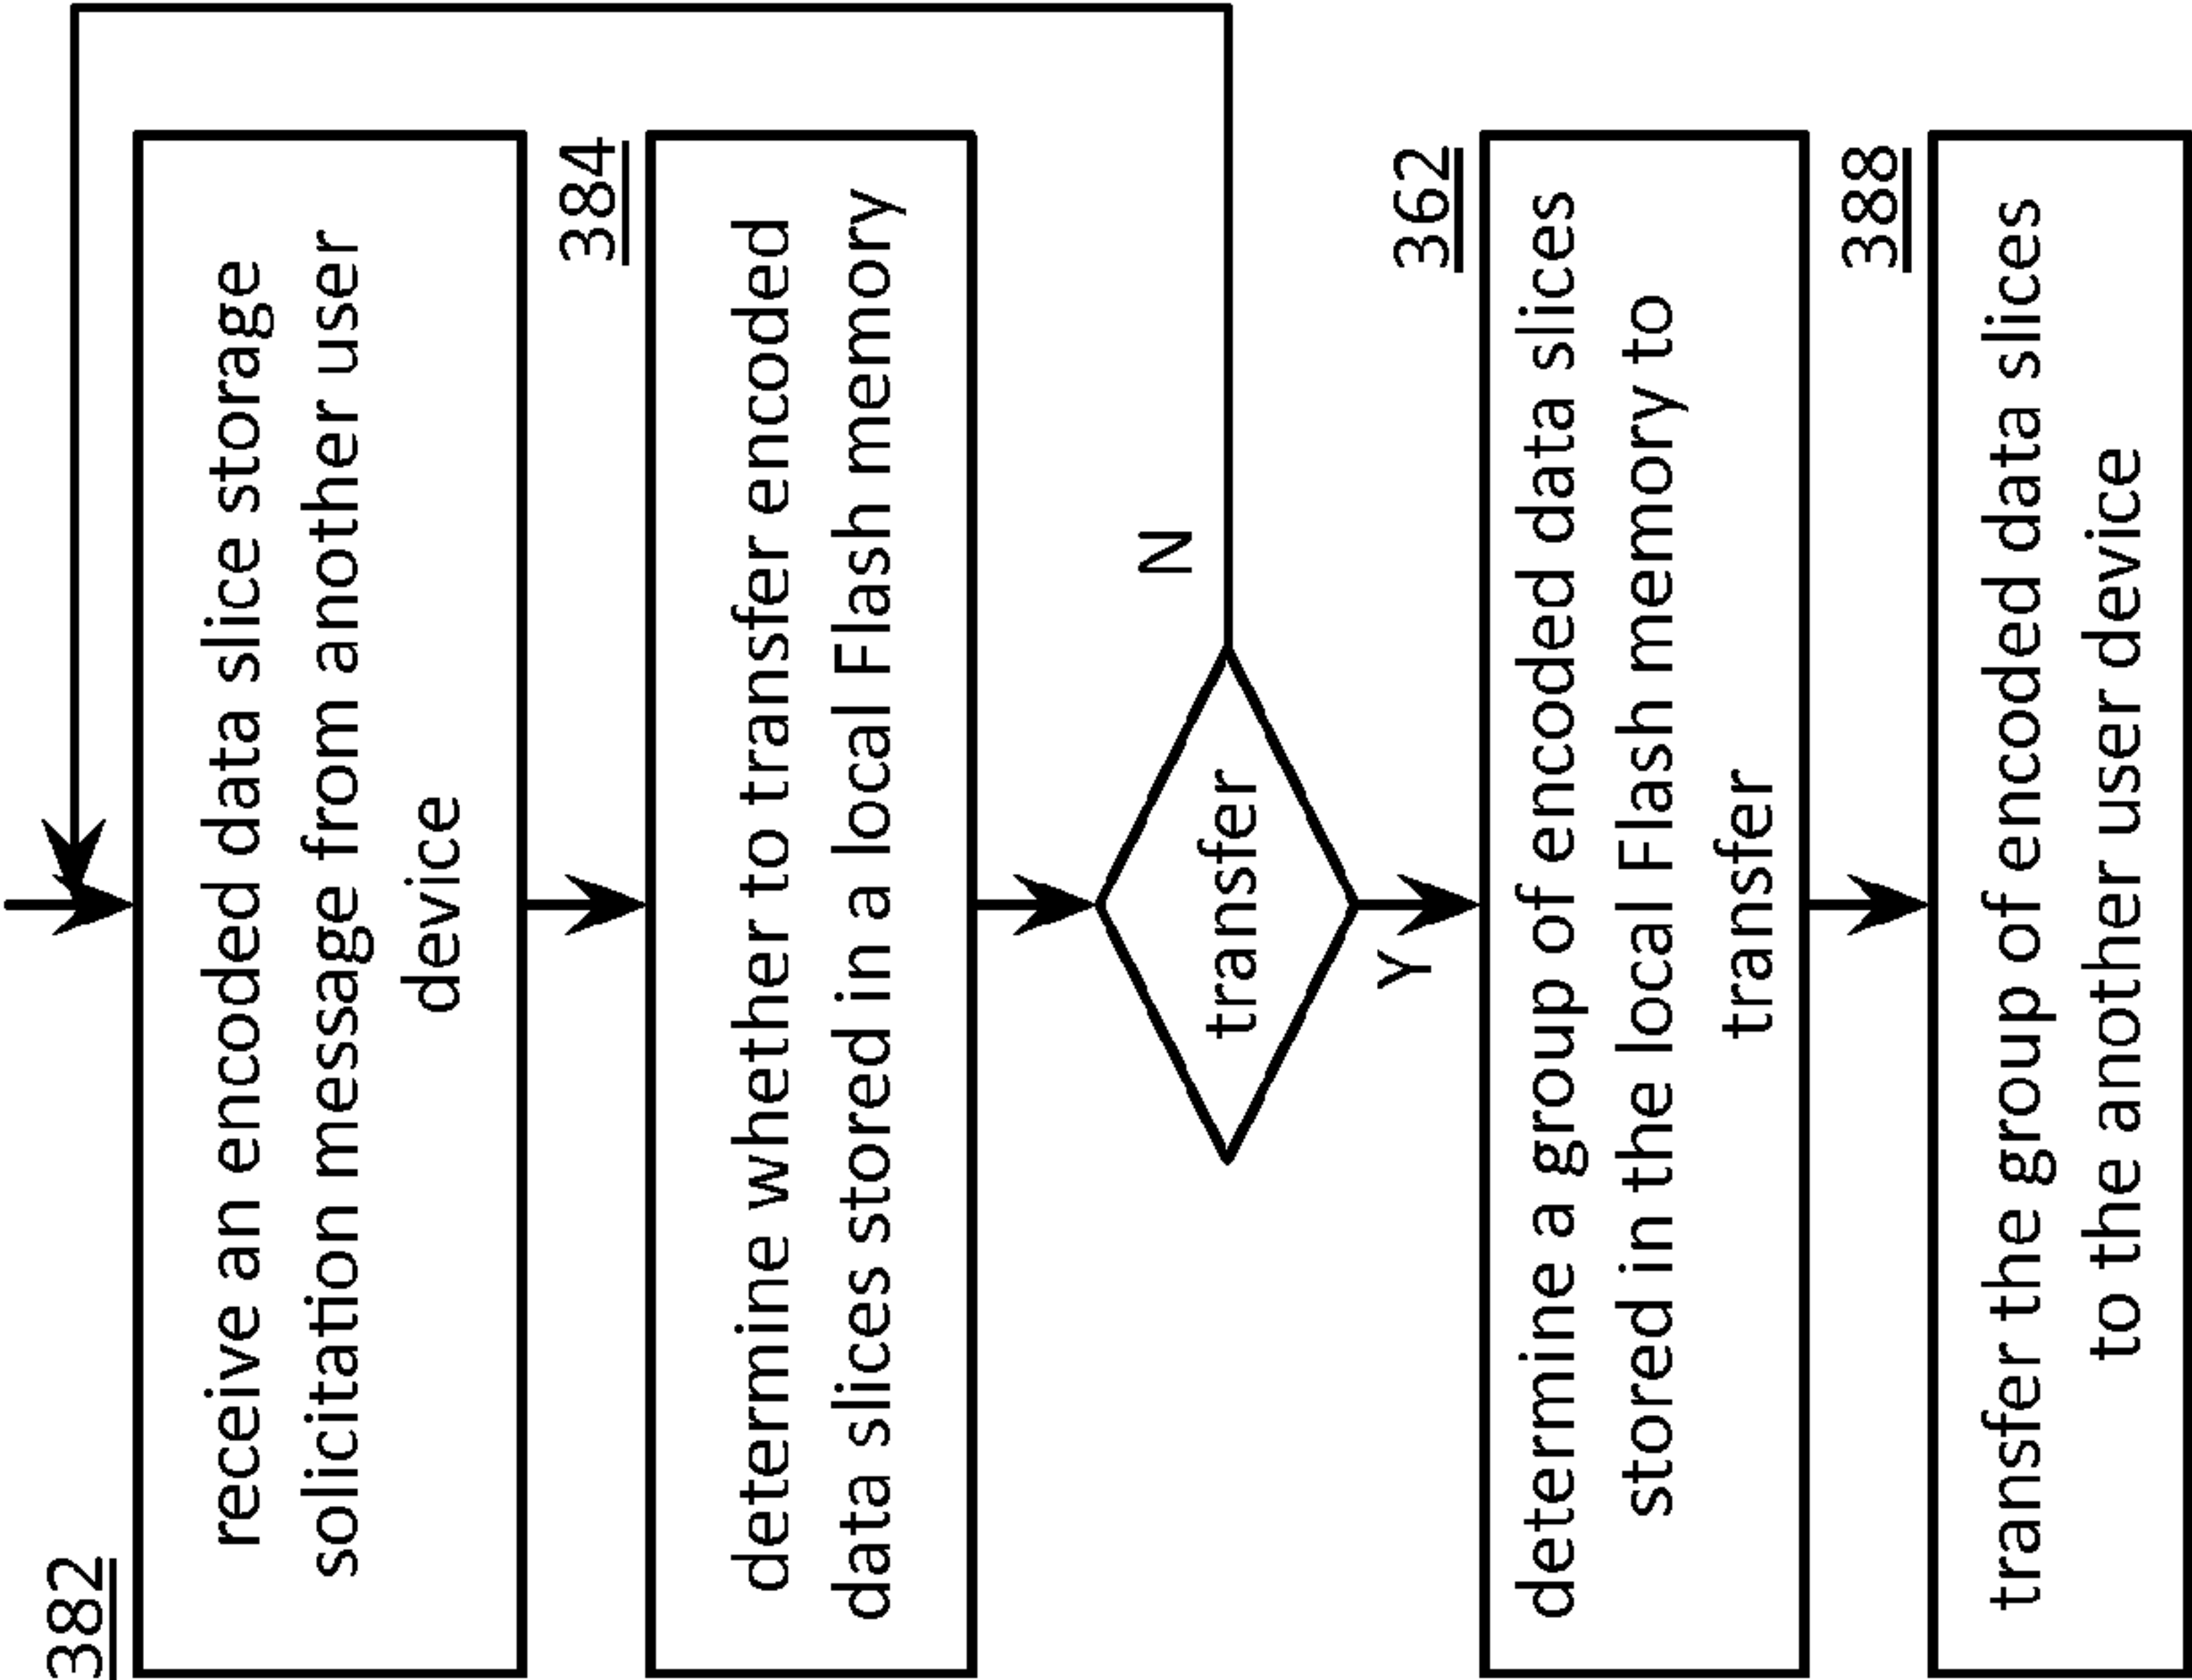 382
receive an encoded data slice storage
solicitation message from another user
device
384
determine whether to transfer encoded
data slices stored in a local Flash memory
transfer
N
Y
362
determine a group of encoded data slices
stored in the local Flash memory to
transfer
388
transfer the group of encoded data slices
to the another user device